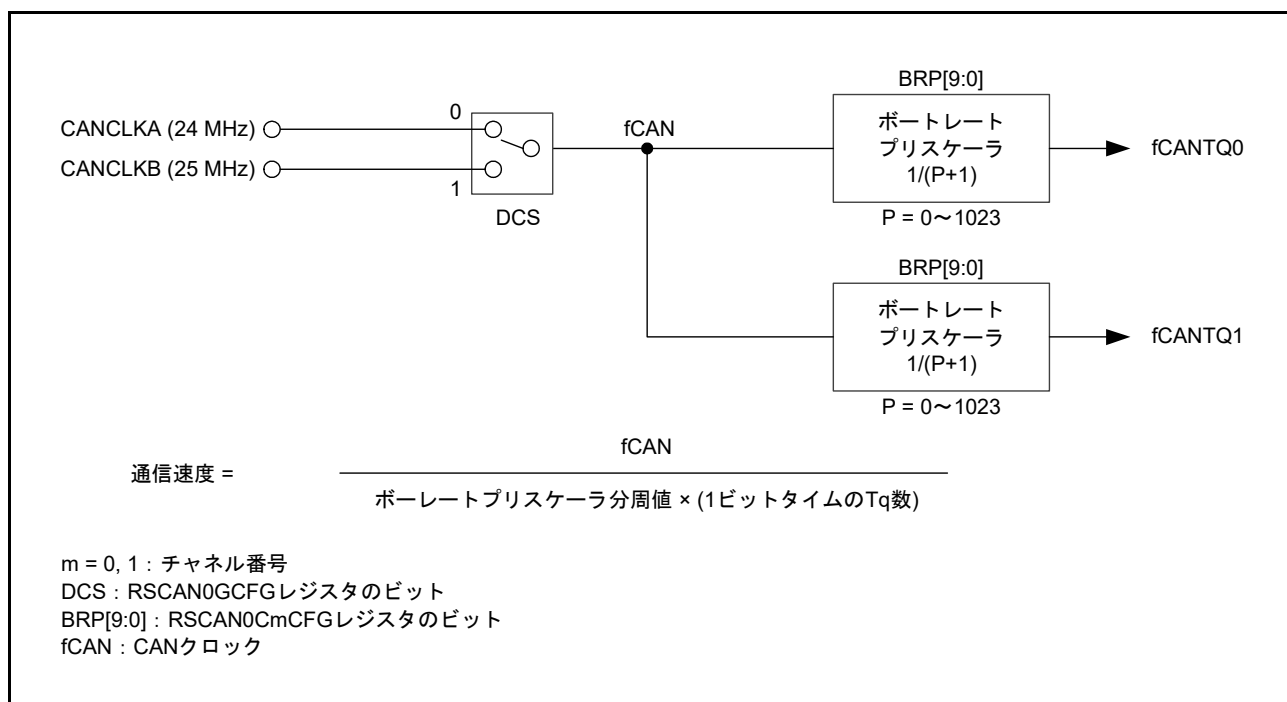 BRP[9:0]
CANCLKA (24 MHz)
0
fCAN
ボートレート
プリスケーラ
1/(P+1)
fCANTQ0
CANCLKB (25 MHz)
1
DCS
P = 0~1023
BRP[9:0]
ボートレート
プリスケーラ
1/(P+1)
fCANTQ1
P = 0~1023
通信速度 =
fCAN
ボーレートプリスケーラ分周値 × (1ビットタイムのTq数)
m = 0, 1:チャネル番号
DCS:RSCAN0GCFGレジスタのビット
BRP[9:0]:RSCAN0CmCFGレジスタのビット
fCAN:CANクロック